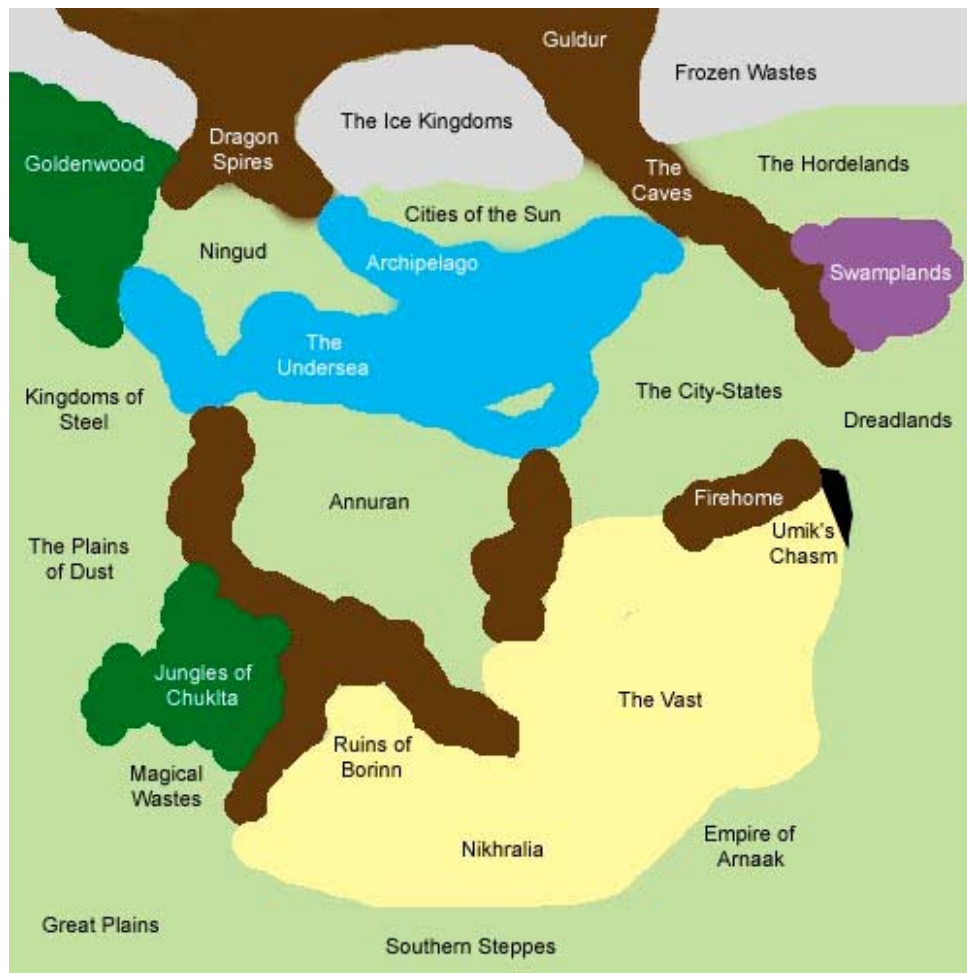 Guldur
Frozen Wastes
The Ice Kingdoms
Dragon
Spires
Goldenwood
The
Caves
The Hordelands
Cities of the Sun
Ningud
Archipelago
Swamplands
The
Undersea
Kingdoms of
Steel
The City-States
Dreadlands
Annuran
Firehome
Umik's
Chasm
The Plains
of Dust
Jungles of
Chuklta
The Vast
Ruins of
Borinn
Magical
Wastes
Nikhralia
Empire of
Arnaak
Great Plains
Southern Steppes